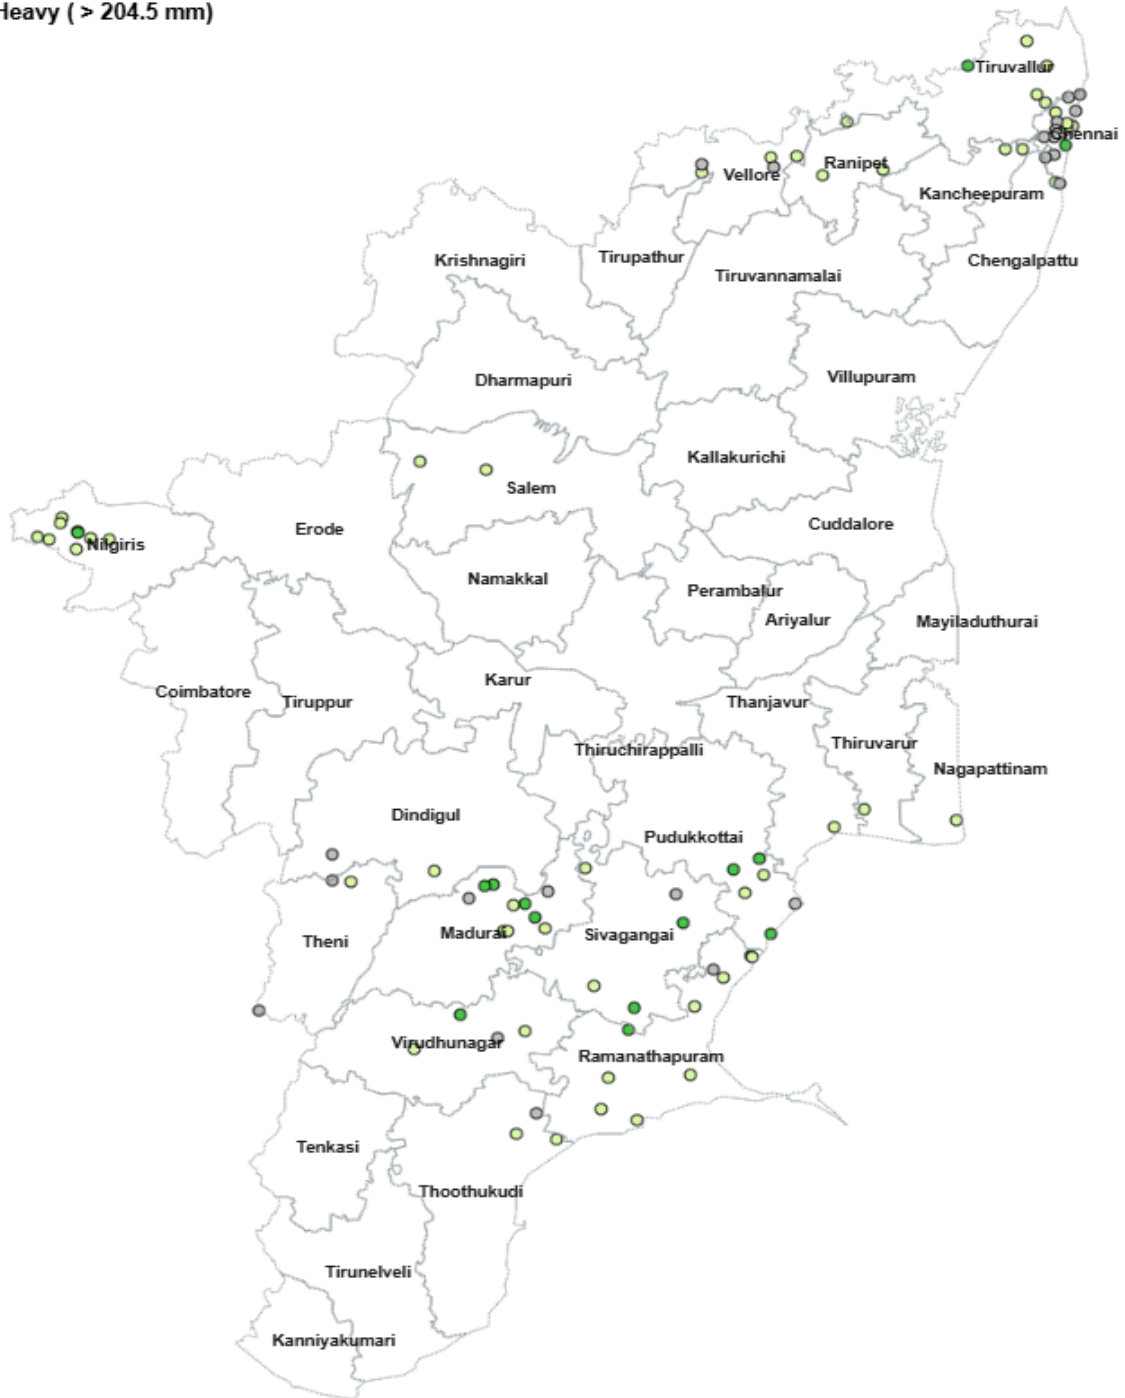 Heavy ( > 204.5 mm)
Tiruvallur
Chennai
Ranipet
Vellore
Kancheepuram
Tirupathur
Krishnagiri
Chengalpattu
Tiruvannamalai
Villupuram
Dharmapuri
Kallakurichi
Salem
Cuddalore
Erode
Nilgiris
Namakkal
Perambalur
Ariyalur
Mayiladuthurai
Karur
Coimbatore
Tiruppur
Thanjavur
Thiruvarur
Thiruchirappalli
Nagapattinam
Dindigul
Pudukkottai
Madurai
Sivagangai
Theni
Virudhunagar
Ramanathapuram
Tenkasi
Thoothukudi
Tirunelveli
Kanniyakumari